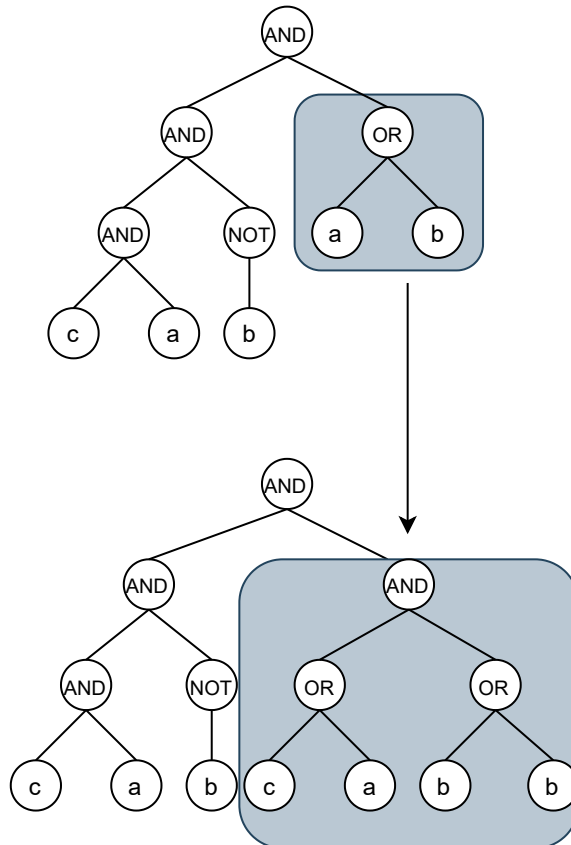 AND
AND OR
AND NOT a b
c a b
AND
AND AND
AND NOT OR OR
c a b c a b b